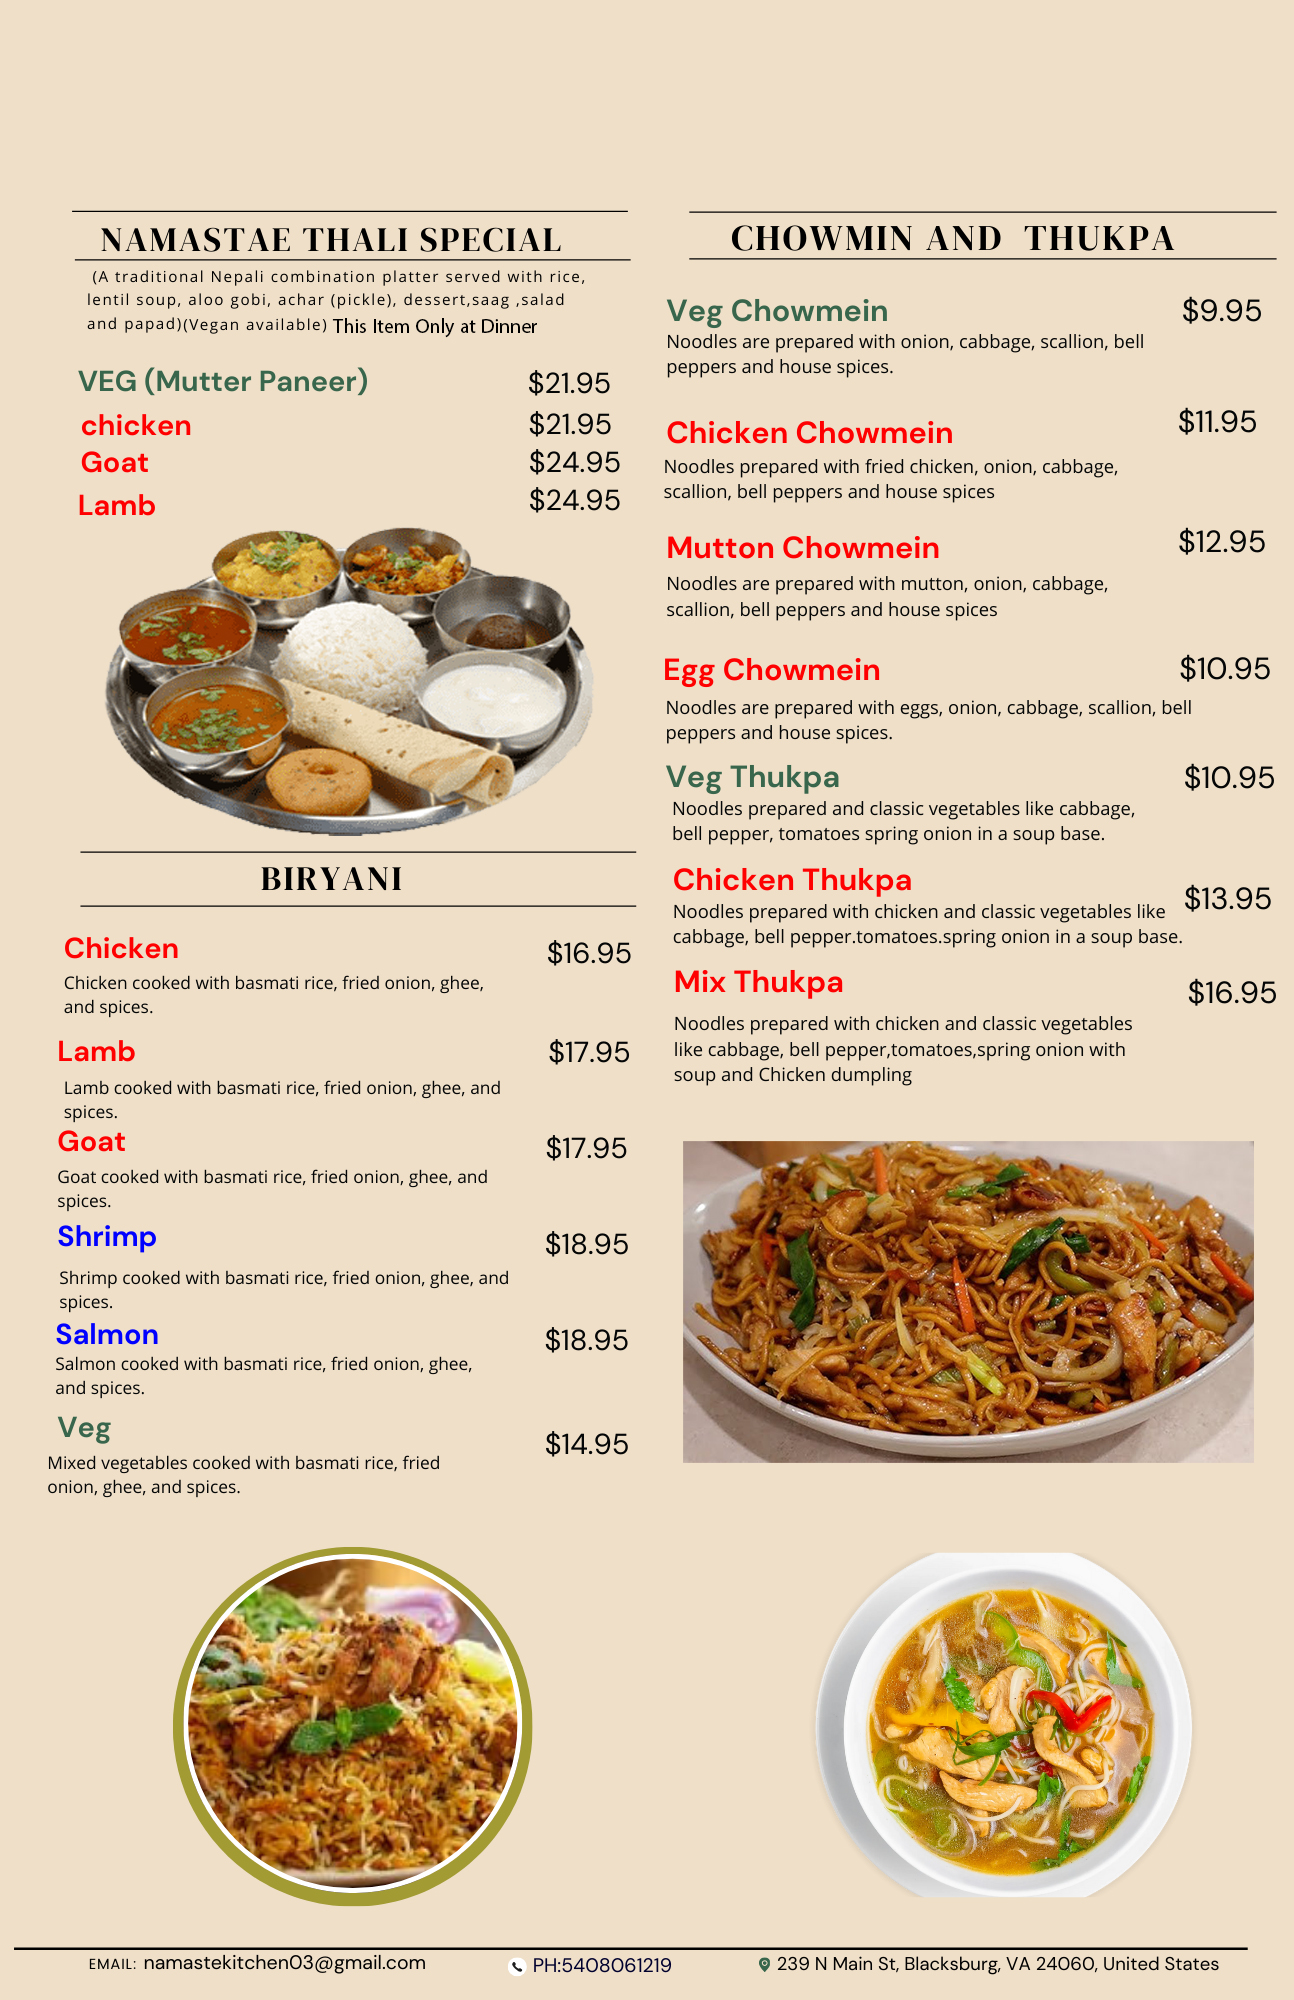 NAMASTAE THALI SPECIAL
(A traditional Nepali combination platter served with rice,
lentil soup, aloo gobi, achar (pickle), dessert,saag ,salad
and papad)(Vegan available) This Item Only at Dinner
VEG (Mutter Paneer) $21.95
chicken $21.95
Goat $24.95
Lamb $24.95
BIRYANI
Chicken $16.95
Chicken cooked with basmati rice, fried onion, ghee,
and spices.
Lamb $17.95
Lamb cooked with basmati rice, fried onion, ghee, and
spices.
Goat $17.95
Goat cooked with basmati rice, fried onion, ghee, and
spices.
Shrimp $18.95
Shrimp cooked with basmati rice, fried onion, ghee, and
spices.
Salmon $18.95
Salmon cooked with basmati rice, fried onion, ghee,
and spices.
Veg $14.95
Mixed vegetables cooked with basmati rice, fried
onion, ghee, and spices.
CHOWMIN AND THUKPA
Veg Chowmein $9.95
Noodles are prepared with onion, cabbage, scallion, bell
peppers and house spices.
Chicken Chowmein $11.95
Noodles prepared with fried chicken, onion, cabbage,
scallion, bell peppers and house spices
Mutton Chowmein $12.95
Noodles are prepared with mutton, onion, cabbage,
scallion, bell peppers and house spices
Egg Chowmein $10.95
Noodles are prepared with eggs, onion, cabbage, scallion, bell
peppers and house spices.
Veg Thukpa $10.95
Noodles prepared and classic vegetables like cabbage,
bell pepper, tomatoes spring onion in a soup base.
Chicken Thukpa $13.95
Noodles prepared with chicken and classic vegetables like
cabbage, bell pepper.tomatoes.spring onion in a soup base.
Mix Thukpa $16.95
Noodles prepared with chicken and classic vegetables
like cabbage, bell pepper,tomatoes,spring onion with
soup and Chicken dumpling
EMAIL: namastekitchen03@gmail.com PH:5408061219 239 N Main St, Blacksburg, VA 24060, United States